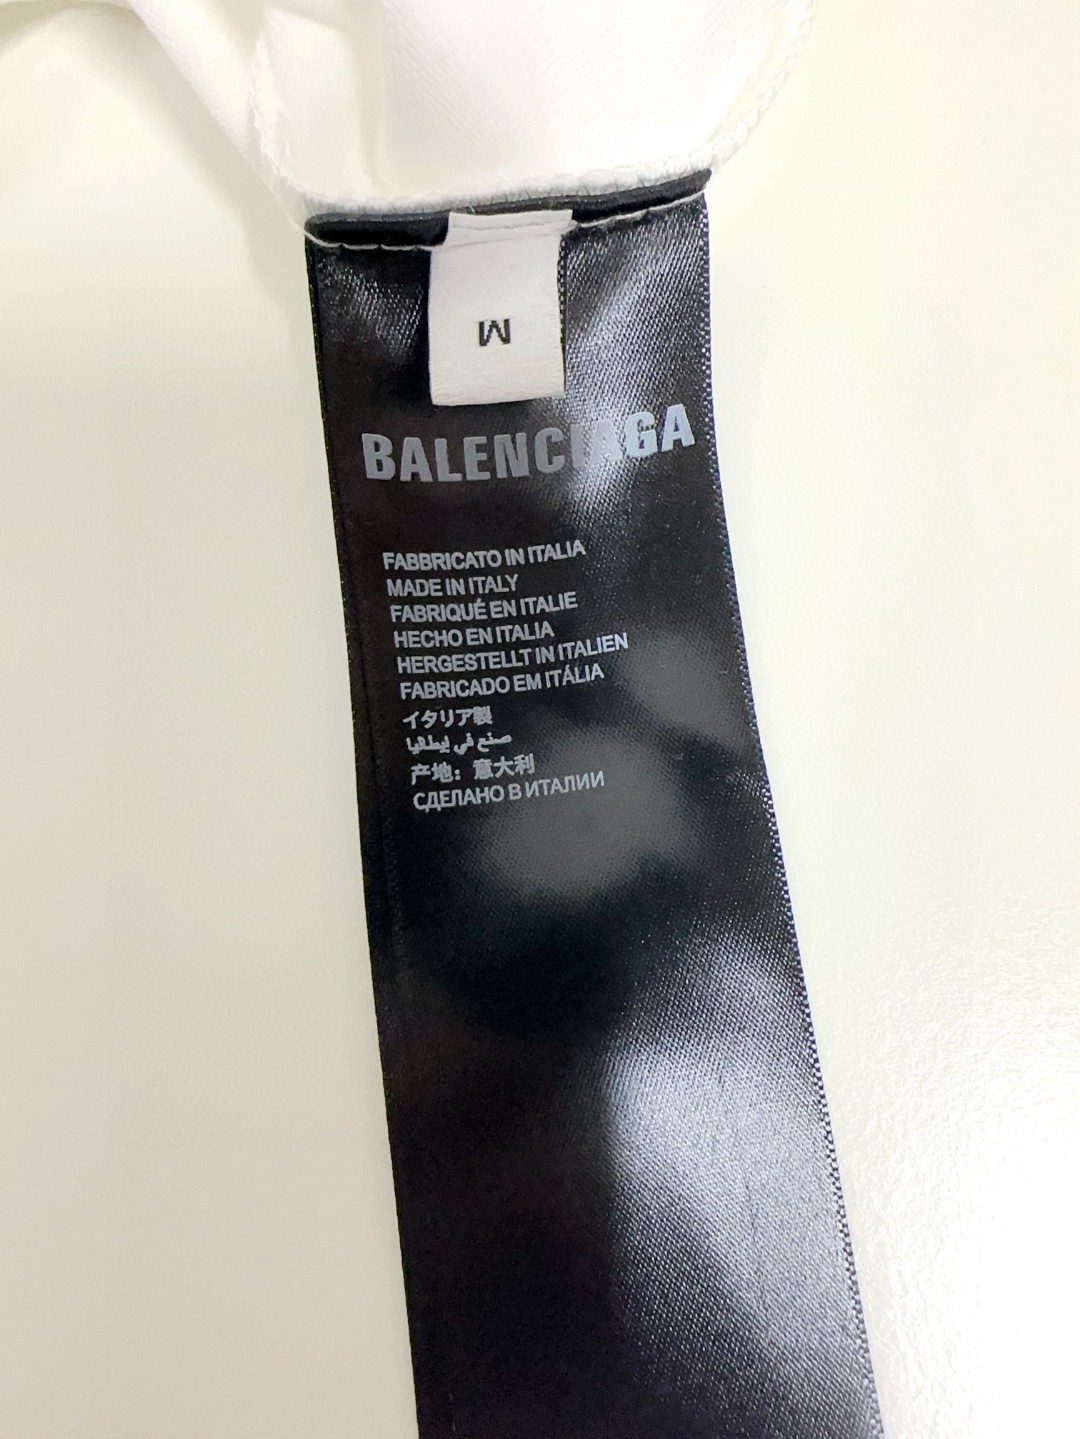 M
BALENCIAGA
FABBRICATO IN ITALIA
MADE IN ITALY
FABRIQUÉ EN ITALIE
HECHO EN ITALIA
HERGESTELLT IN ITALIEN
FABRICADO EM ITÁLIA
イタリア製
صنع في إيطاليا
产地：意大利
СДЕЛАНО В ИТАЛИИ